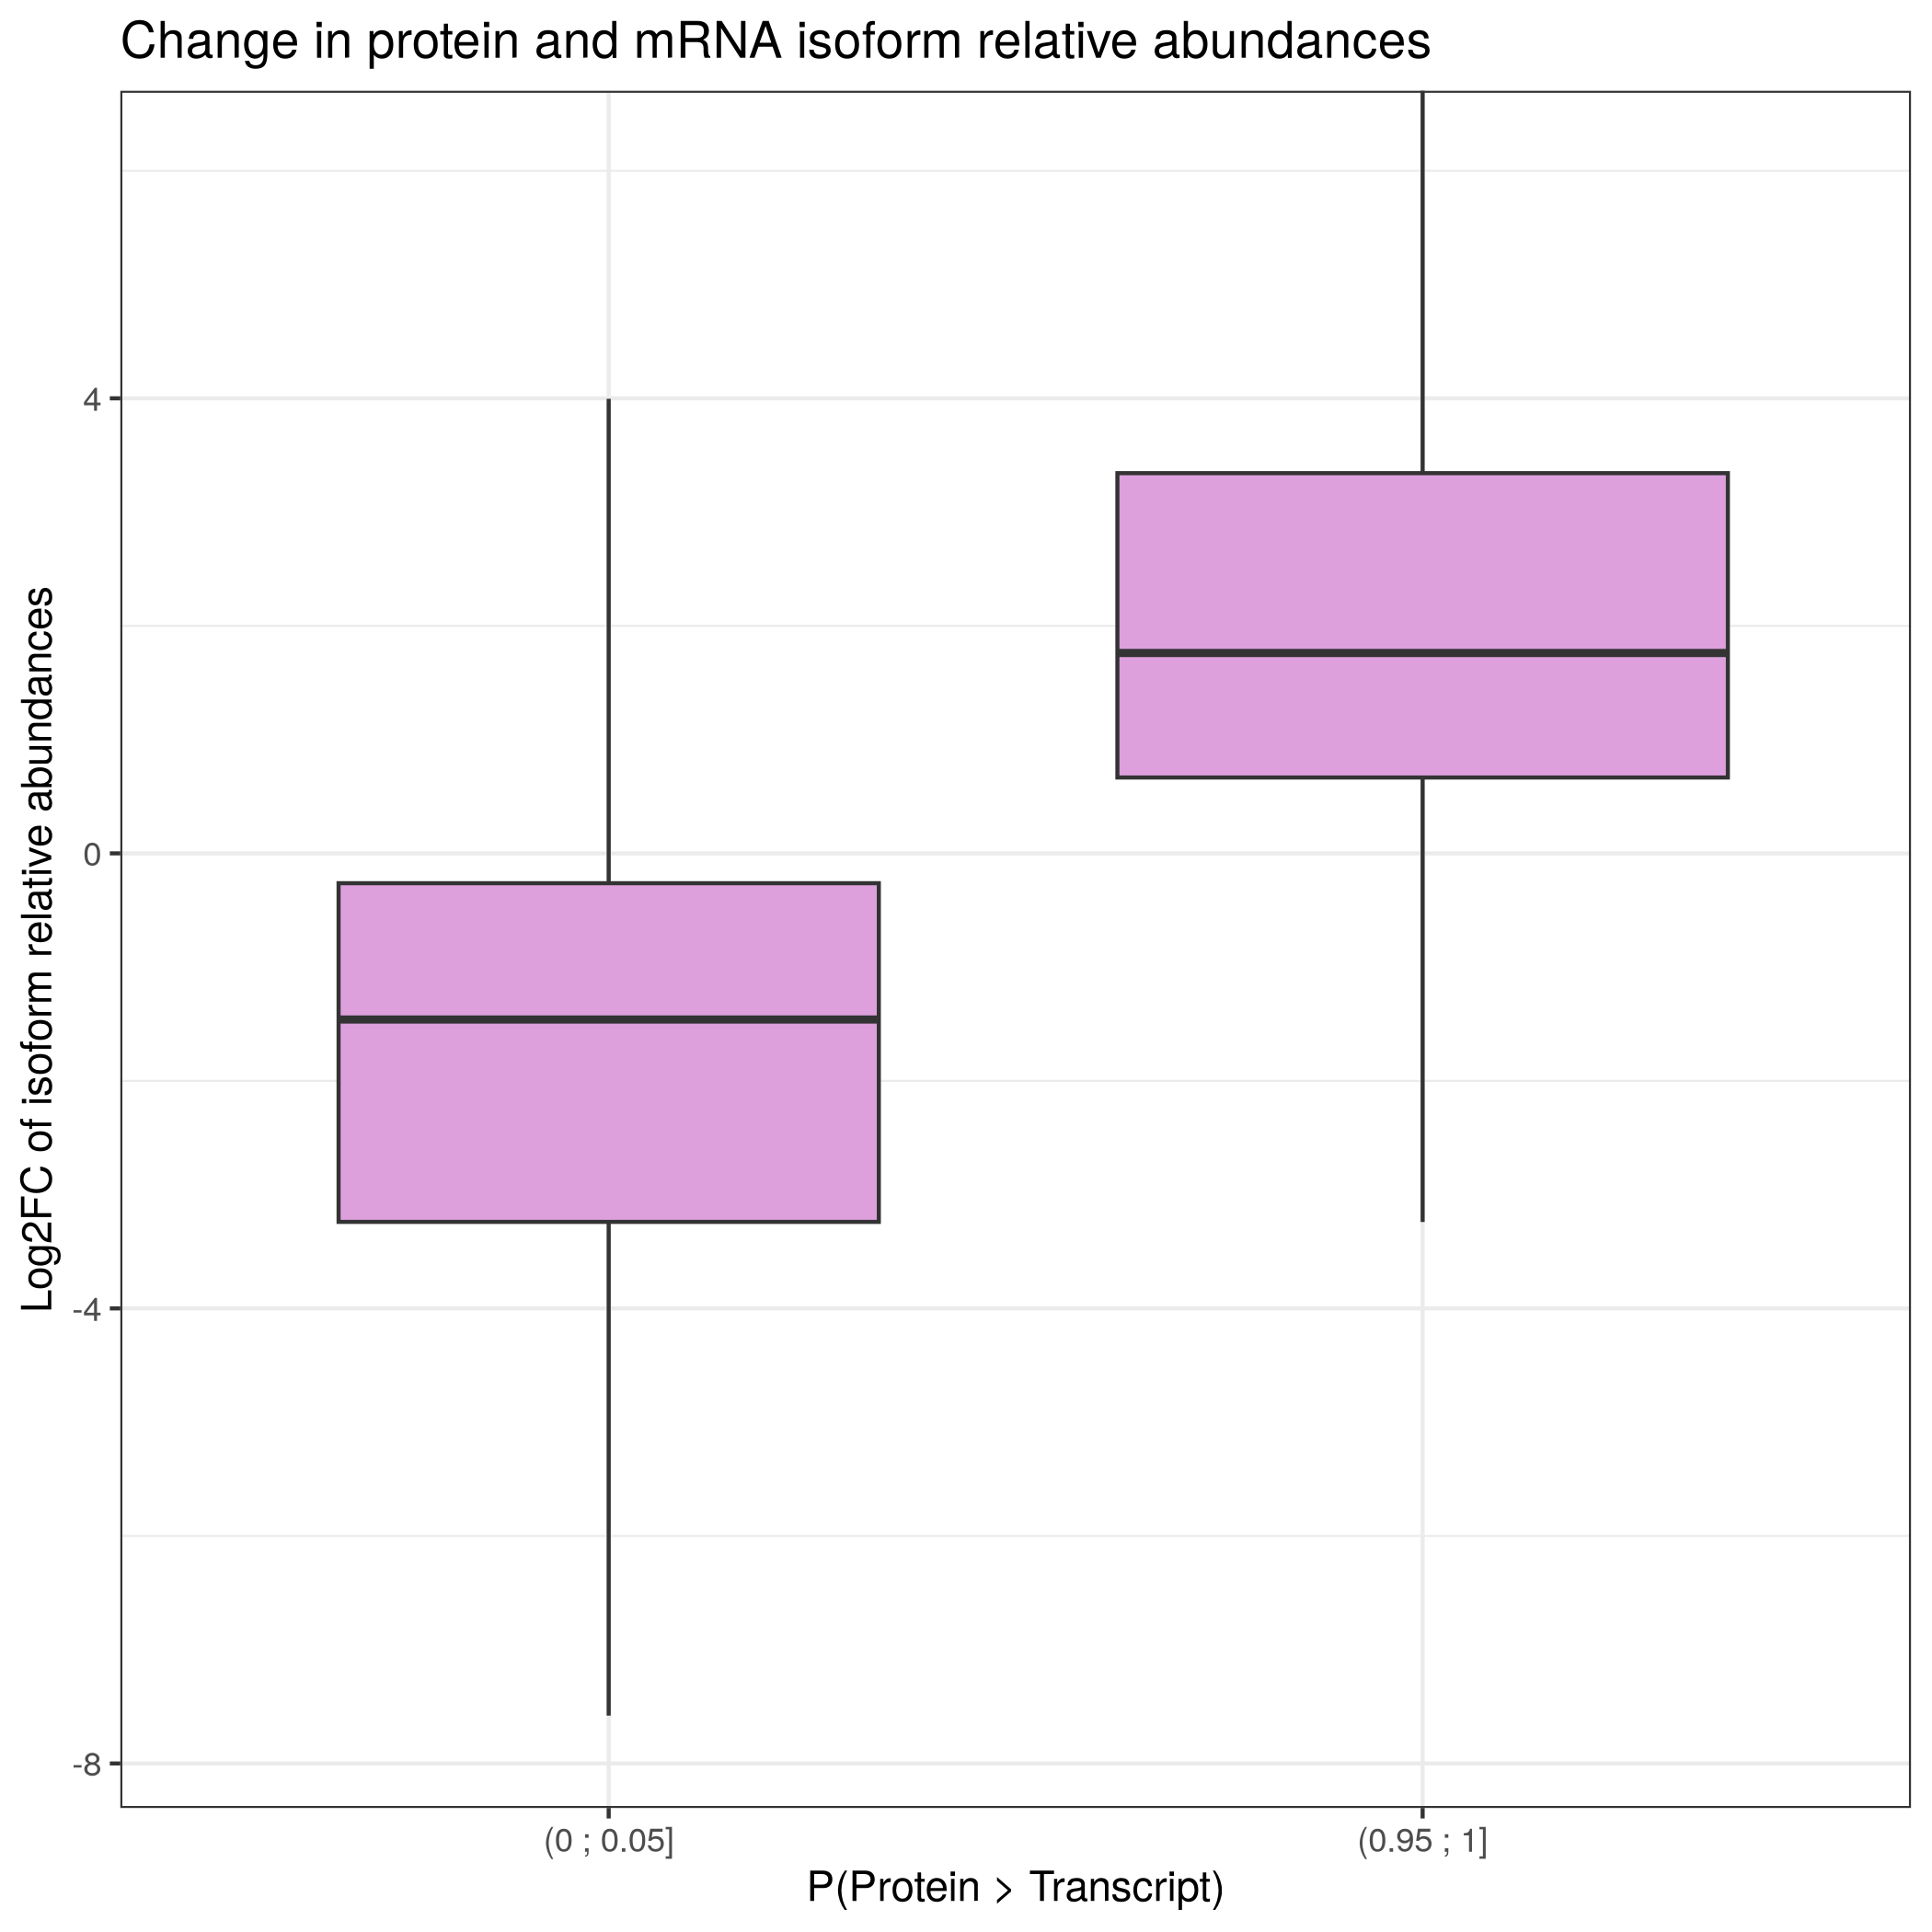 Change in protein and mRNA isoform relative abundances
Log2FC of isoform relative abundances
4
0
-4
-8
(0 ; 0.05]
(0.95 ; 1]
P(Protein > Transcript)